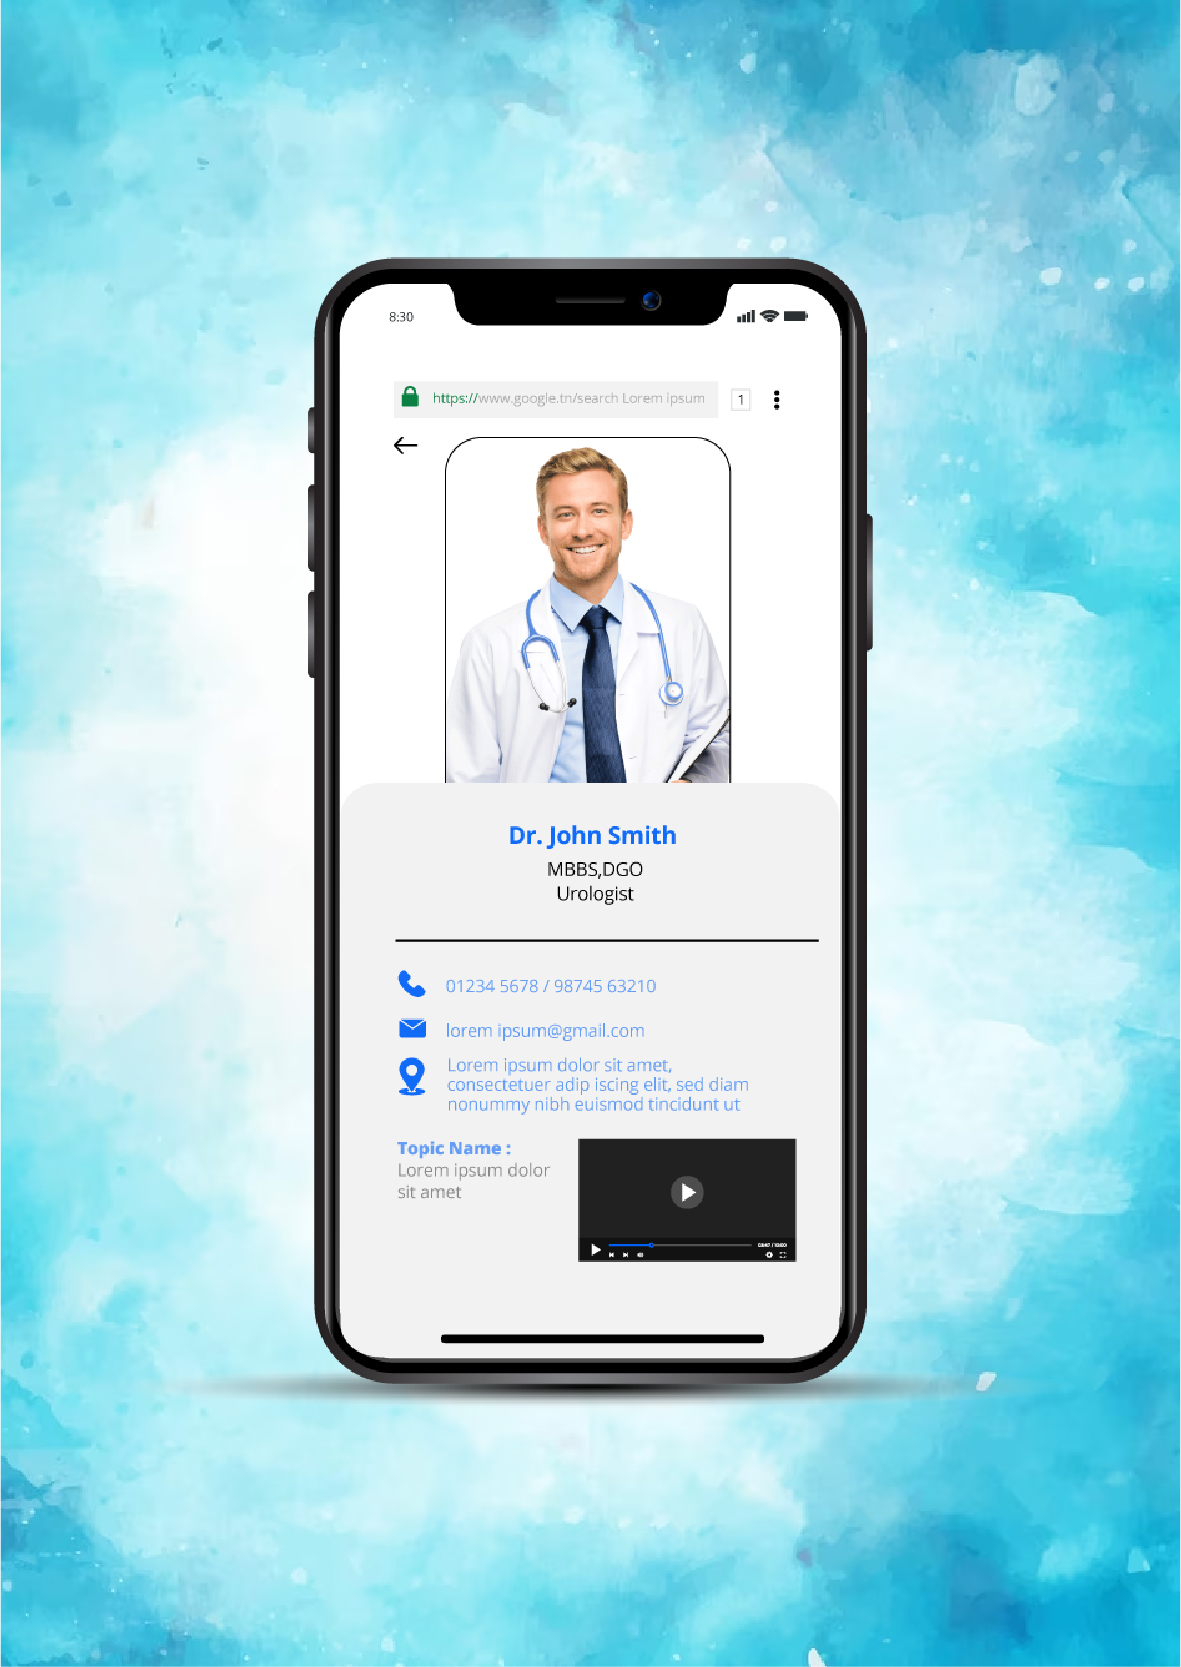 8:30
https://www.google.tn/search Lorem ipsum
1
Dr. John Smith
MBBS,DGO
Urologist
01234 5678 / 98745 63210
lorem ipsum@gmail.com
Lorem ipsum dolor sit amet,
consectetuer adip iscing elit, sed diam
nonummy nibh euismod tincidunt ut
Topic Name :
Lorem ipsum dolor
sit amet